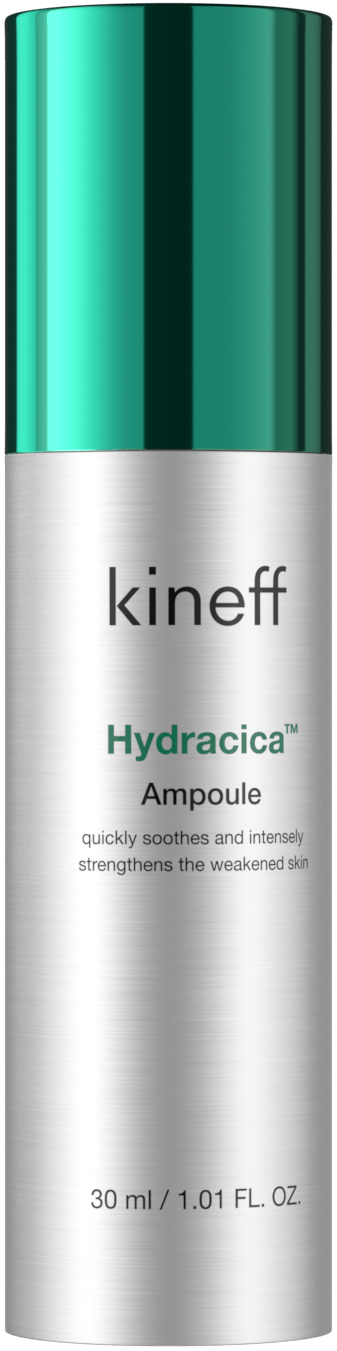 kineff
Hydracica™
Ampoule
quickly soothes and intensely
strengthens the weakened skin
30 ml / 1.01 FL. OZ.